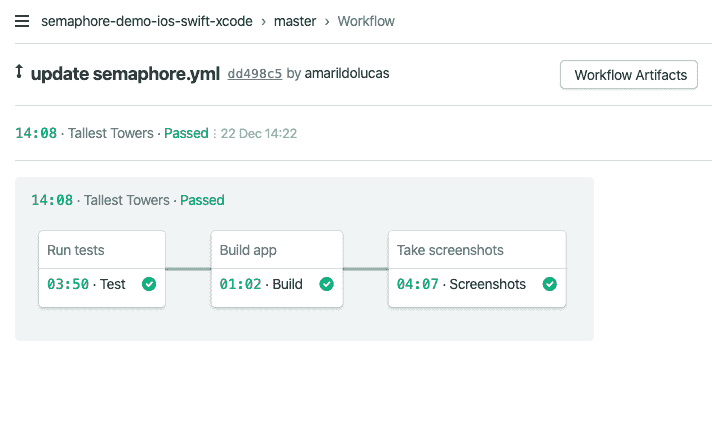 semaphore-demo-ios-swift-xcode › master › Workflow
update semaphore.yml dd498c5 by amarildolucas
Workflow Artifacts
14:08 · Tallest Towers · Passed ⋮ 22 Dec 14:22
14:08 · Tallest Towers · Passed
Run tests
03:50 · Test
Build app
01:02 · Build
Take screenshots
04:07 · Screenshots